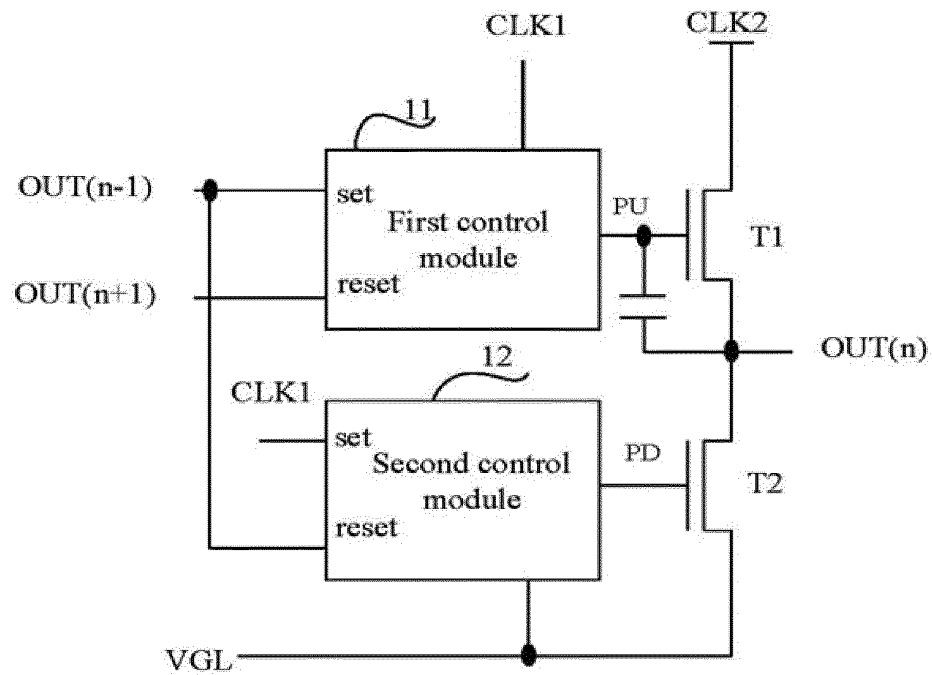 CLK1
CLK2
11
OUT(n-1)
set
First control
module
PU
T1
OUT(n+1)
reset
OUT(n)
12
CLK1
set
Second control
module
PD
T2
reset
VGL